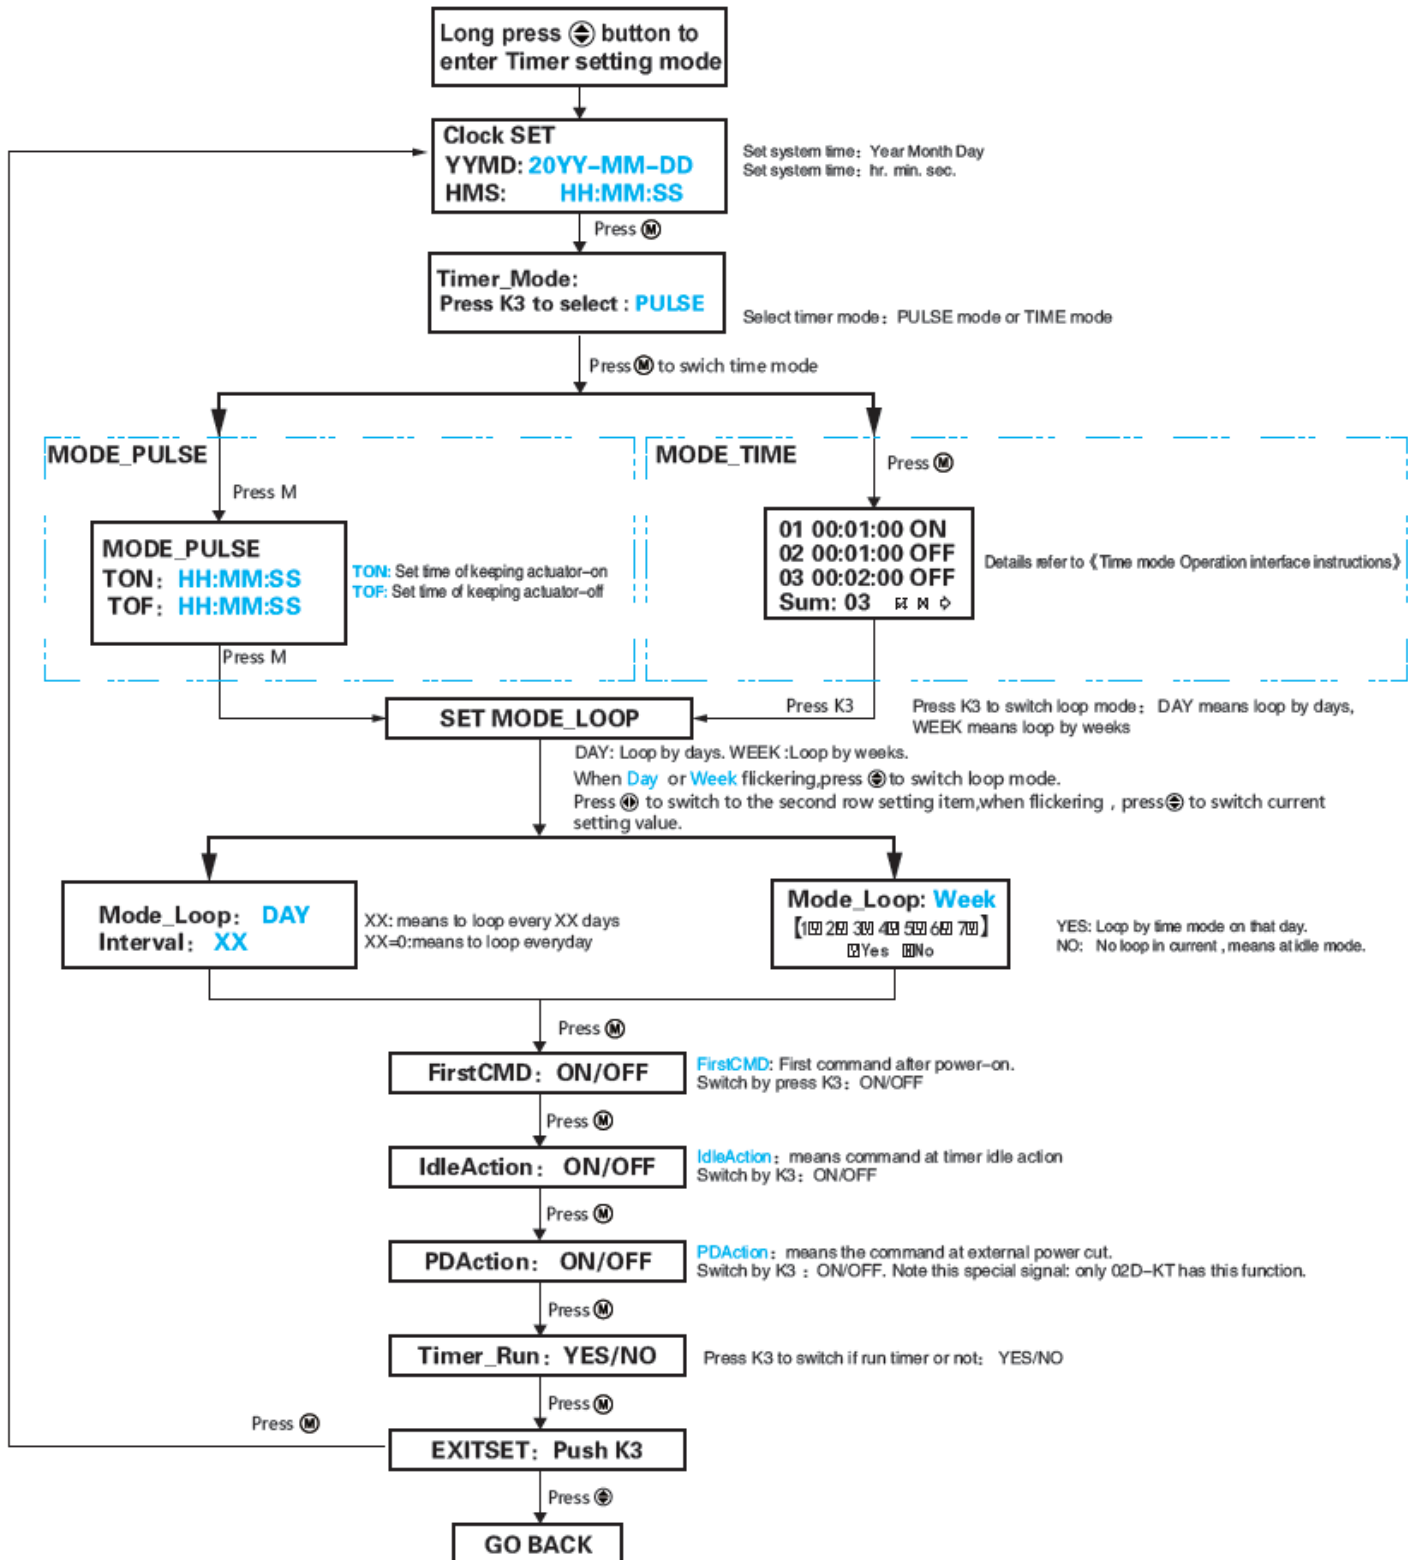 Long press button to
enter Timer setting mode
Clock SET
YYMD: 20YY-MM-DD
HMS: HH:MM:SS
Set system time: Year Month Day
Set system time: hr. min. sec.
Press M
Timer_Mode:
Press K3 to select : PULSE
Select timer mode: PULSE mode or TIME mode
Press M to swich time mode
MODE_PULSE
Press M
MODE_PULSE
TON: HH:MM:SS
TOF: HH:MM:SS
TON: Set time of keeping actuator-on
TOF: Set time of keeping actuator-off
Press M
MODE_TIME
Press M
01 00:01:00 ON
02 00:01:00 OFF
03 00:02:00 OFF
Sum: 03
Details refer to《Time mode Operation interface instructions》
SET MODE_LOOP
Press K3
Press K3 to switch loop mode: DAY means loop by days,
WEEK means loop by weeks
DAY: Loop by days. WEEK :Loop by weeks.
When Day or Week flickering,press to switch loop mode.
Press to switch to the second row setting item,when flickering , press to switch current
setting value.
Mode_Loop: DAY
Interval: XX
XX: means to loop every XX days
XX=0:means to loop everyday
Mode_Loop: Week
【1 2 3 4 5 6 7】
Yes No
YES: Loop by time mode on that day.
NO: No loop in current , means at idle mode.
Press M
FirstCMD: ON/OFF
FirstCMD: First command after power-on.
Switch by press K3: ON/OFF
Press M
IdleAction: ON/OFF
IdleAction: means command at timer idle action
Switch by K3: ON/OFF
Press M
PDAction: ON/OFF
PDAction: means the command at external power cut.
Switch by K3 : ON/OFF. Note this special signal: only 02D-KT has this function.
Press M
Timer_Run: YES/NO
Press K3 to switch if run timer or not: YES/NO
Press M
Press M
EXITSET: Push K3
Press
GO BACK